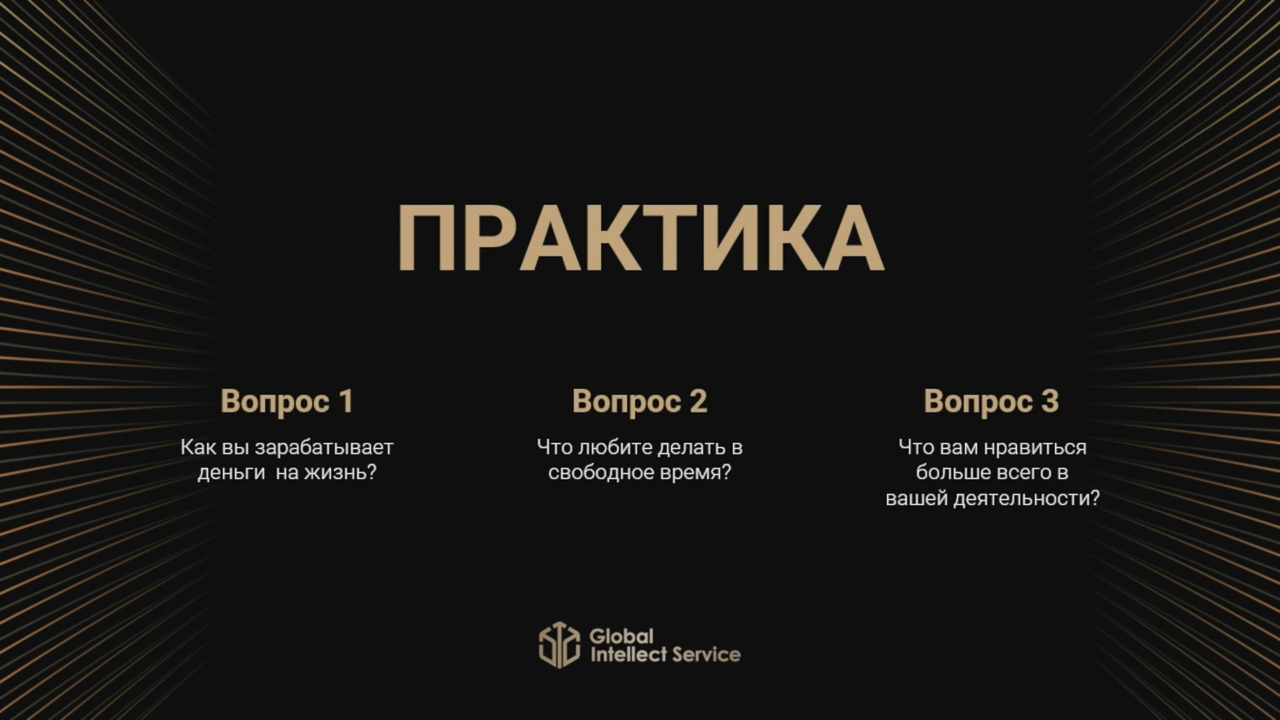 ПРАКТИКА
Вопрос 1
Как вы зарабатывает
деньги  на жизнь?
Вопрос 2
Что любите делать в
свободное время?
Вопрос 3
Что вам нравиться
больше всего в
вашей деятельности?
Global
Intellect Service